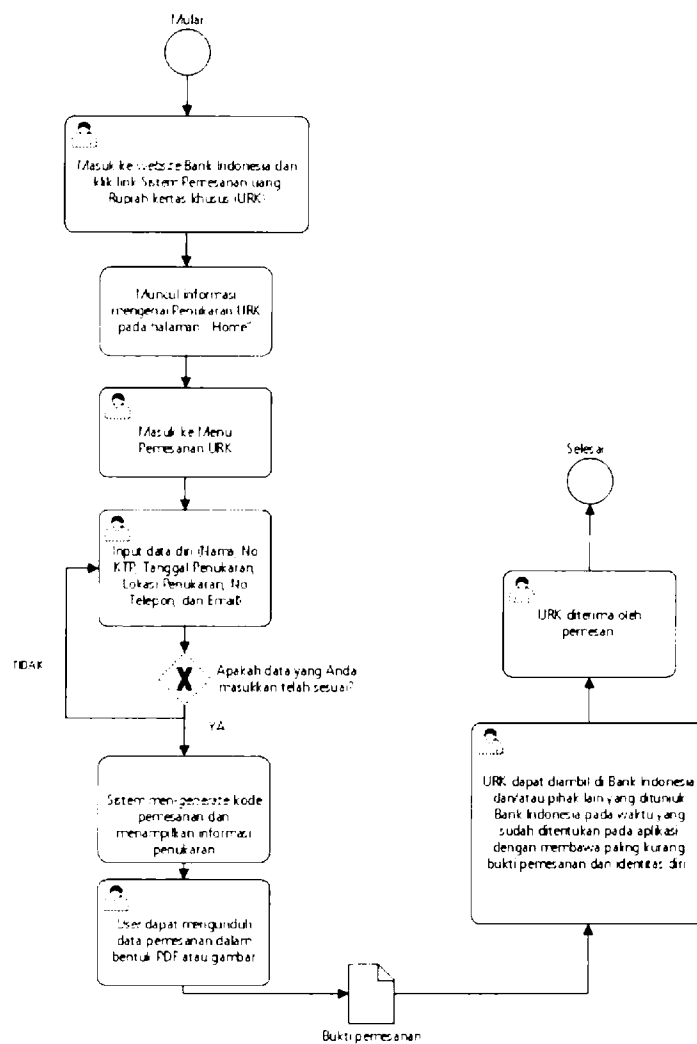 Mulai
Masuk ke website Bank Indonesia dan
klik link Sistem Pemesanan uang
Rupiah kertas khusus (URK)
Muncul informasi
mengenai Penukaran URK
pada halaman "Home"
Masuk ke Menu
Pemesanan URK
Input data diri (Nama, No
KTP, Tanggal Penukaran,
Lokasi Penukaran, No
Telepon, dan Email)
TIDAK
X
Apakah data yang Anda
masukkan telah sesuai?
YA
Sistem men-generate kode
pemesanan dan
menampilkan informasi
penukaran
User dapat mengunduh
data pemesanan dalam
bentuk PDF atau gambar
Bukti pemesanan
URK dapat diambil di Bank Indonesia
dan/atau pihak lain yang ditunjuk
Bank Indonesia pada waktu yang
sudah ditentukan pada aplikasi
dengan membawa paling kurang
bukti pemesanan dan identitas diri
URK diterima oleh
pemesan
Selesai